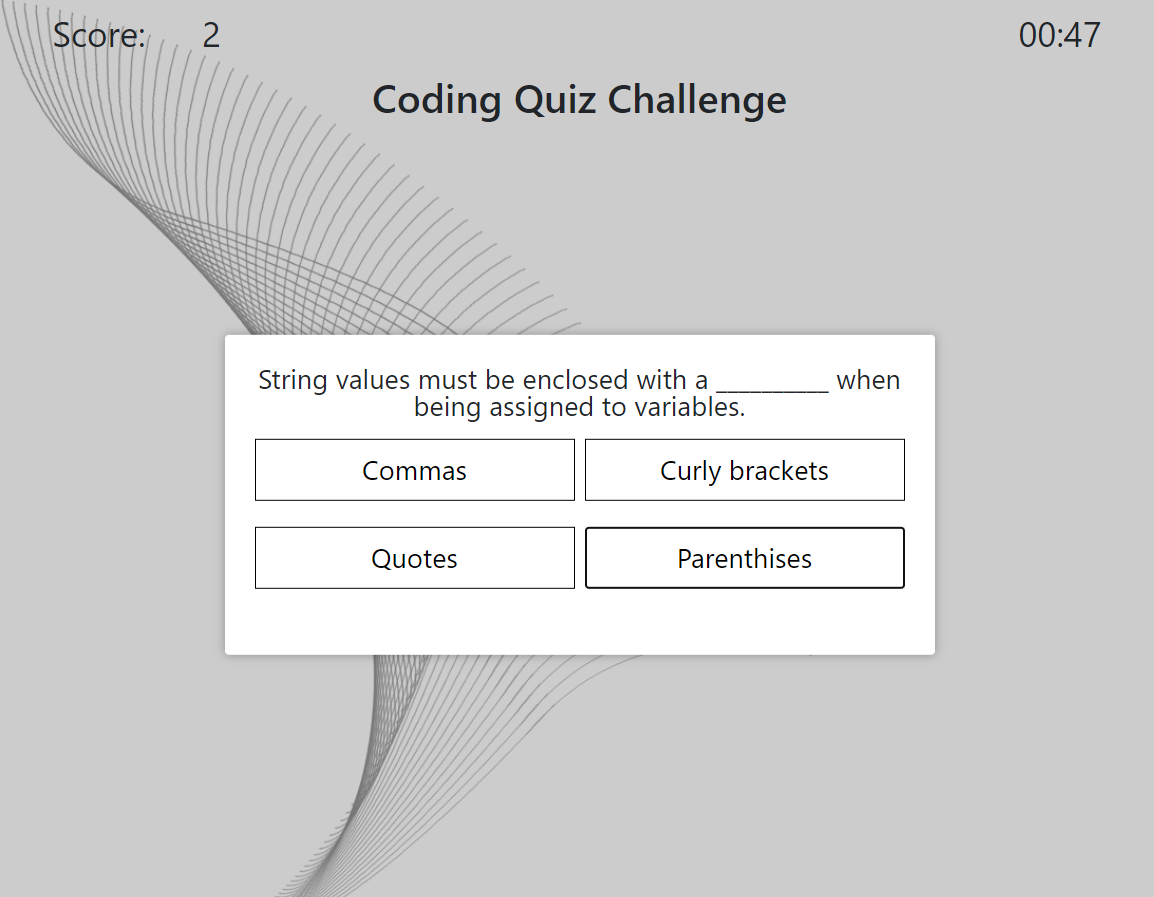 Score: 2 00:47
Coding Quiz Challenge
String values must be enclosed with a __________ when
being assigned to variables.
Commas Curly brackets
Quotes Parenthises